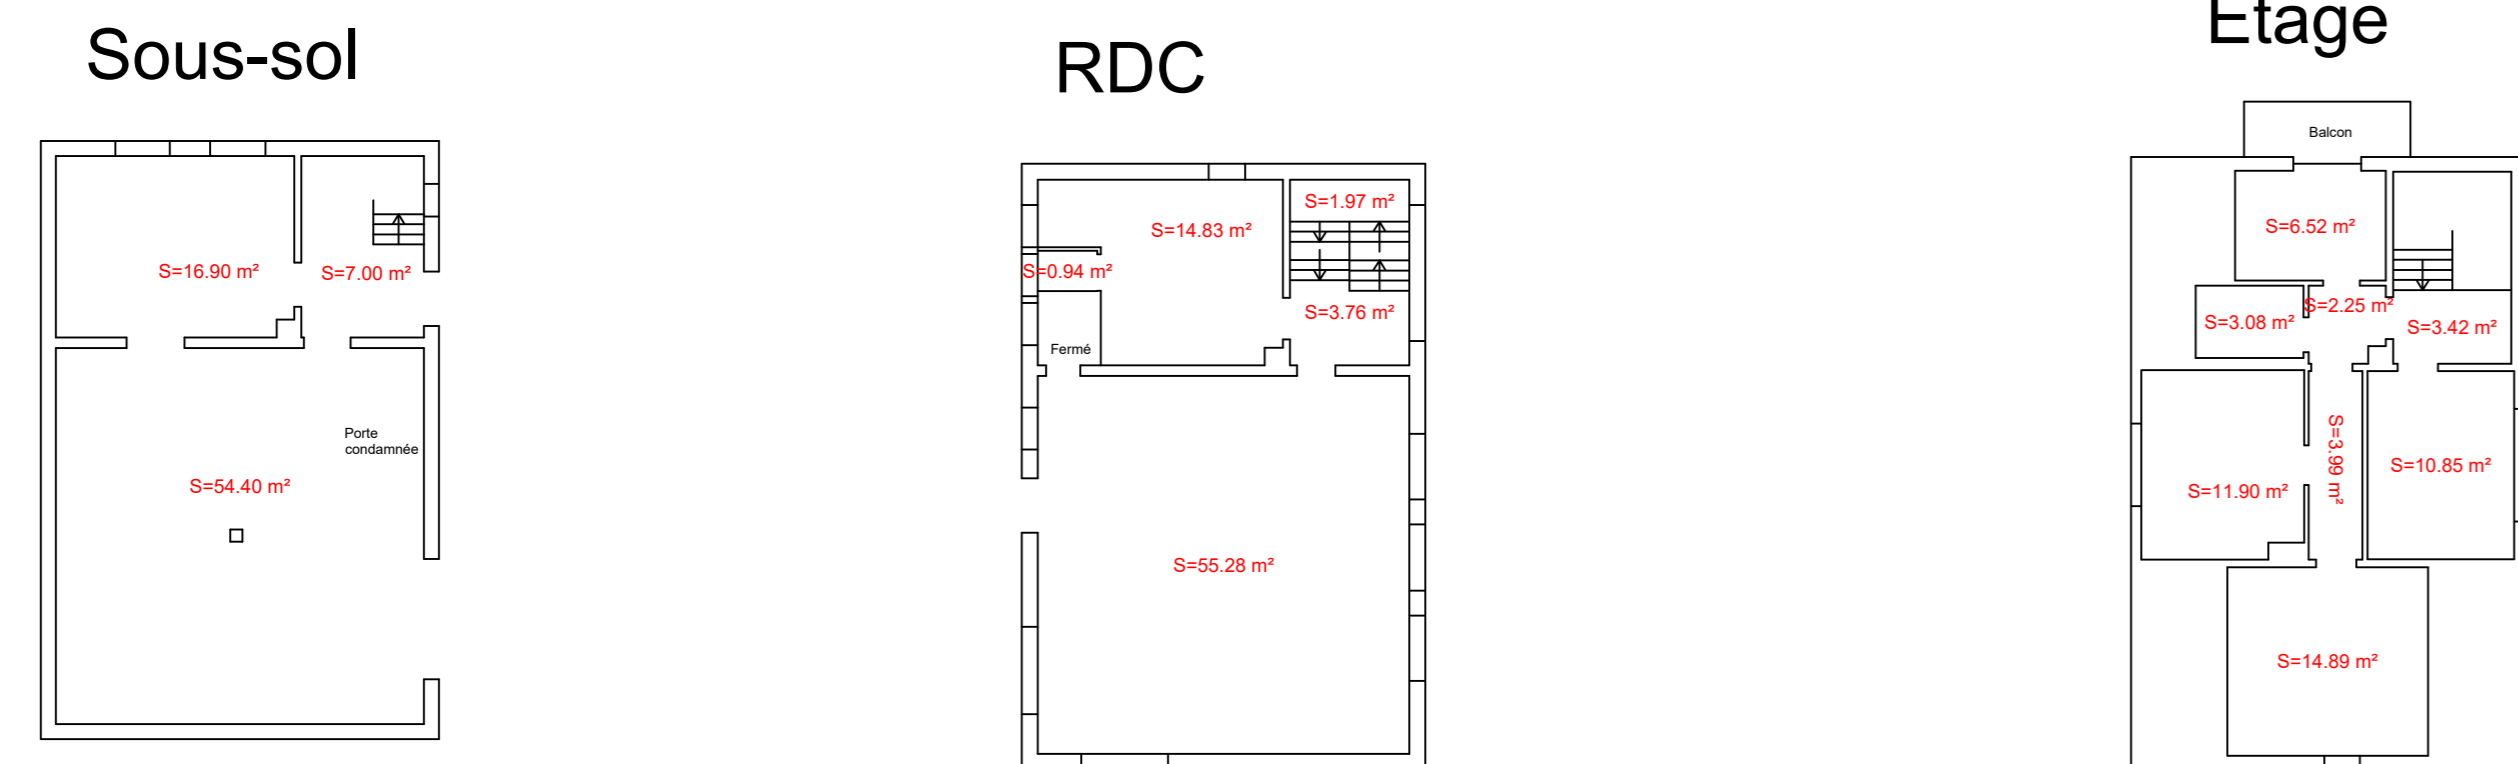 Sous-sol
S=16.90 m²
S=7.00 m²
Porte
condamnée
S=54.40 m²
RDC
S=1.97 m²
S=14.83 m²
S=0.94 m²
S=3.76 m²
Fermé
S=55.28 m²
Etage
Balcon
S=6.52 m²
S=2.25 m²
S=3.08 m²
S=3.42 m²
S=3.99 m²
S=10.85 m²
S=11.90 m²
S=14.89 m²